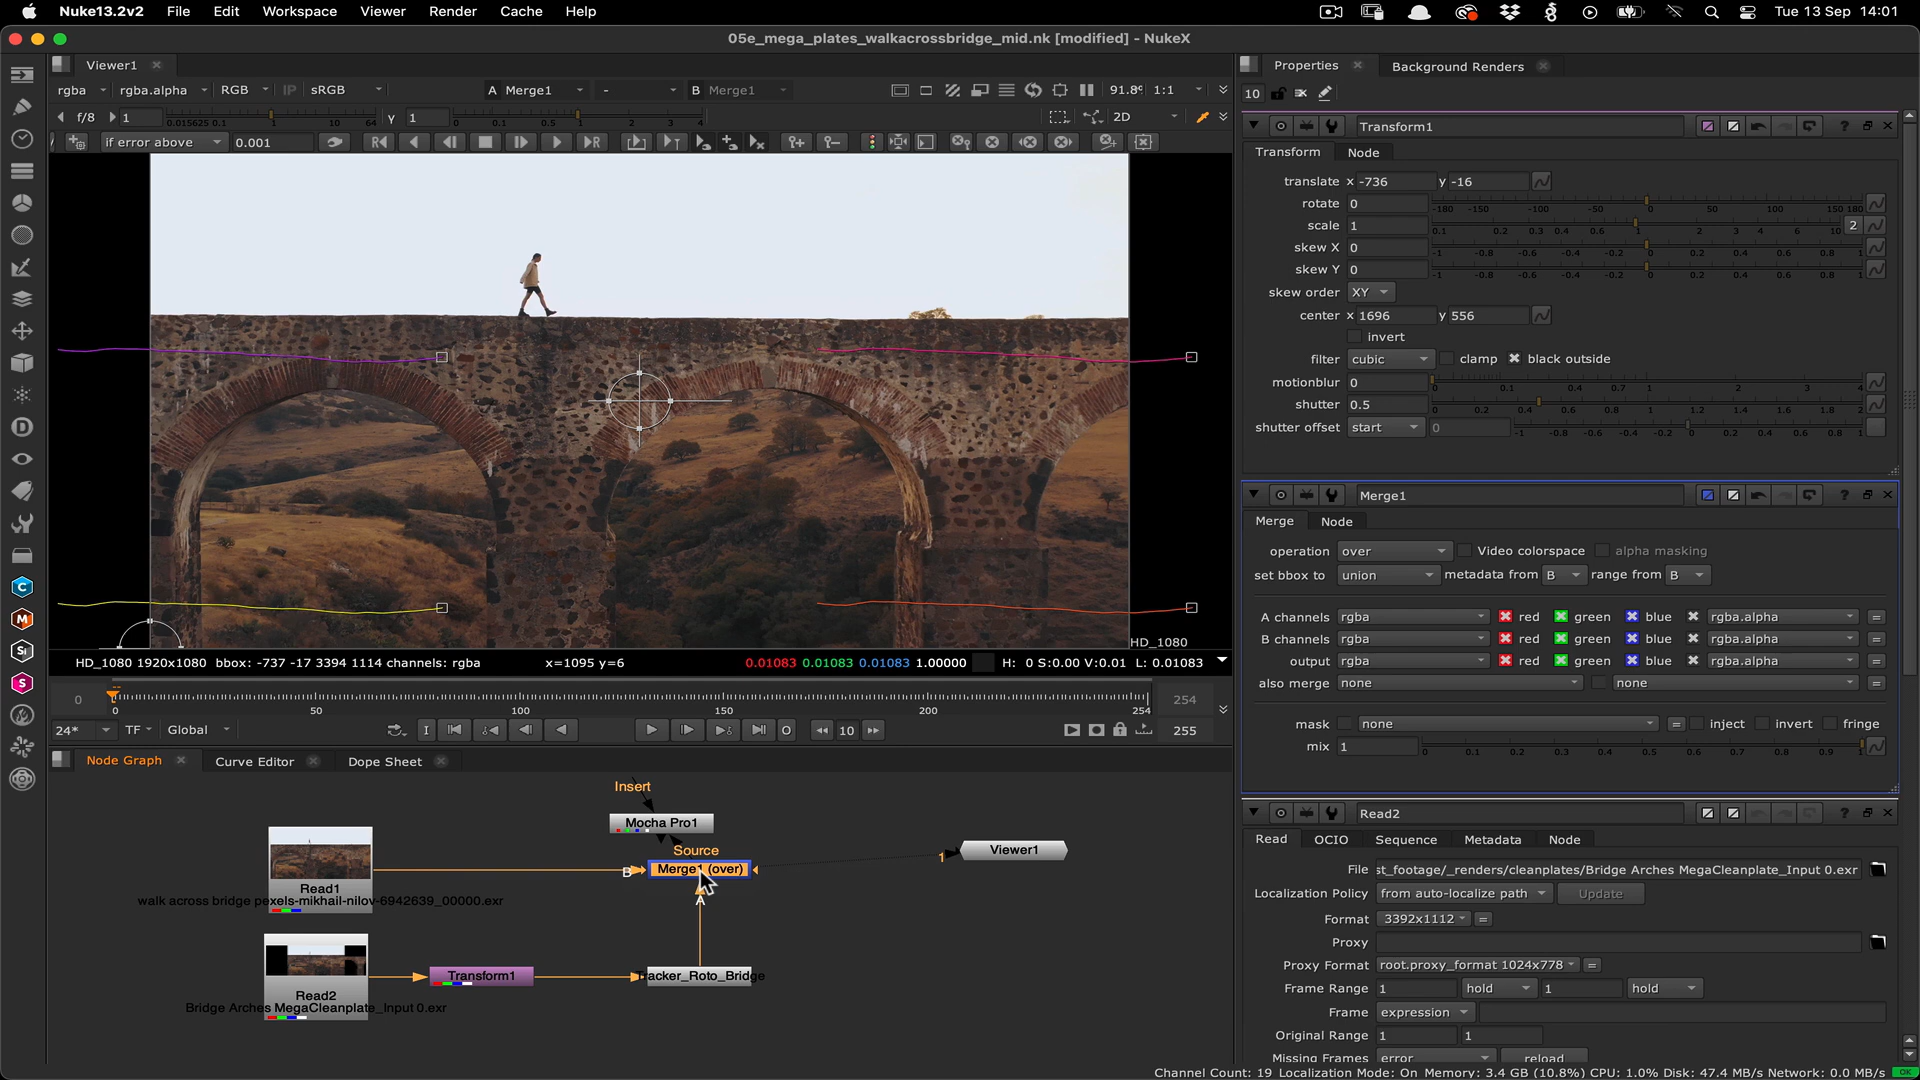 Nuke13.2v2 File Edit Workspace Viewer Render Cache Help Tue 13 Sep 14:01
05e_mega_plates_walkacrossbridge_mid.nk [modified] - NukeX
Viewer1
rgba rgba.alpha RGB IP sRGB A Merge1 - B Merge1 91.8 1:1
f/8 1 0.015625 0.1 1 10 64 Y 1 0 0.1 0.5 1 2 3 4 2D
if error above 0.001
HD_1080
HD_1080 1920x1080 bbox: -737 -17 3394 1114 channels: rgba x=1095 y=6 0.01083 0.01083 0.01083 1.00000 H: 0 S:0.00 V:0.01 L: 0.01083
0 0 50 100 150 200 254 254 254
24* TF Global I O 10 255
Node Graph Curve Editor Dope Sheet
Insert
Mocha Pro1
Source
Merge1 (over)
B
A
1
Viewer1
Read1
walk across bridge pexels-mikhail-nilov-6942639_00000.exr
Read2
Bridge Arches MegaCleanplate_Input 0.exr
Transform1
Tracker_Roto_Bridge
Properties Background Renders
10
Transform1
Transform Node
translate x -736 y -16
rotate 0 -180 -150 -100 -50 0 50 100 150 180
scale 1 0.1 0.2 0.3 0.4 0.6 1 2 3 4 6 10 2
skew X 0 -1 -0.8 -0.6 -0.4 -0.2 0 0.2 0.4 0.6 0.8 1
skew Y 0 -1 -0.8 -0.6 -0.4 -0.2 0 0.2 0.4 0.6 0.8 1
skew order XY
center x 1696 y 556
invert
filter cubic clamp black outside
motionblur 0 0 0.1 0.4 0.7 1 2 3 4
shutter 0.5 0 0.2 0.4 0.6 0.8 1 1.2 1.4 1.6 1.8 2
shutter offset start 0 -1 -0.8 -0.6 -0.4 -0.2 0 0.2 0.4 0.6 0.8 1
Merge1
Merge Node
operation over Video colorspace alpha masking
set bbox to union metadata from B range from B
A channels rgba red green blue rgba.alpha =
B channels rgba red green blue rgba.alpha =
output rgba red green blue rgba.alpha =
also merge none none =
mask none = inject invert fringe
mix 1 0 0.1 0.2 0.3 0.4 0.5 0.6 0.7 0.8 0.9 1
Read2
Read OCIO Sequence Metadata Node
File st_footage/_renders/cleanplates/Bridge Arches MegaCleanplate_Input 0.exr
Localization Policy from auto-localize path Update
Format 3392x1112 =
Proxy
Proxy Format root.proxy_format 1024x778 =
Frame Range 1 hold 1 hold
Frame expression
Original Range 1 1
Missing Frames error reload
Channel Count: 19 Localization Mode: On Memory: 3.4 GB (10.8%) CPU: 1.0% Disk: 47.4 MB/s Network: 0.0 MB/s OK